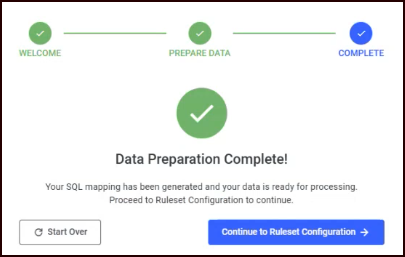 WELCOME
PREPARE DATA
COMPLETE
Data Preparation Complete!
Your SQL mapping has been generated and your data is ready for processing.
Proceed to Ruleset Configuration to continue.
Start Over
Continue to Ruleset Configuration →